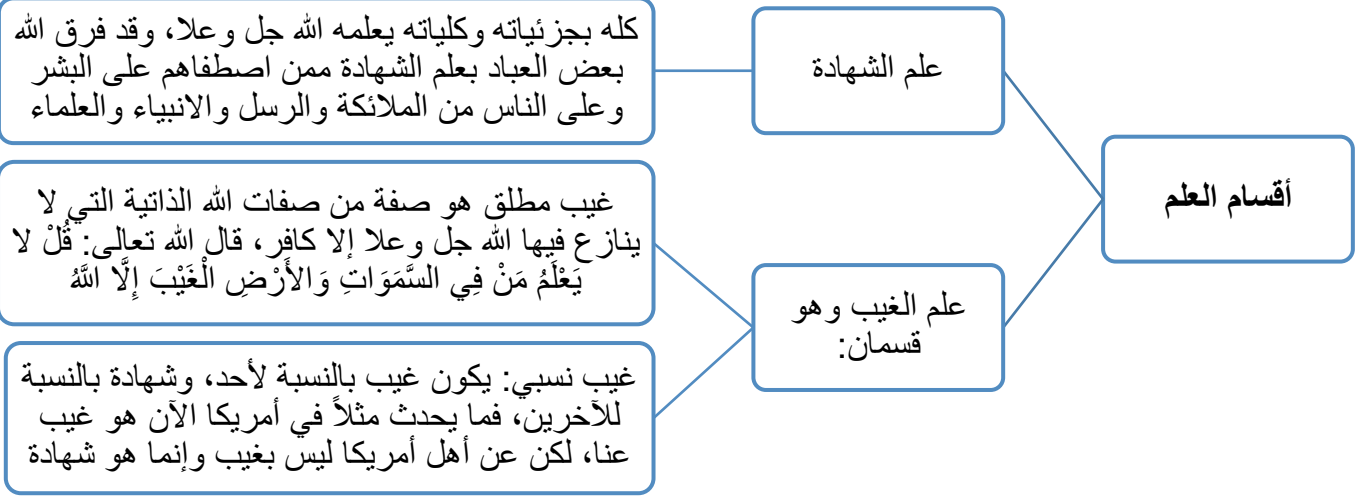 أقسام العلم
علم الشهادة
كله بجزئياته وكلياته يعلمه الله جل وعلا، وقد فرق الله
بعض العباد بعلم الشهادة ممن اصطفاهم على البشر
وعلى الناس من الملائكة والرسل والانبياء والعلماء
علم الغيب وهو
قسمان:
غيب مطلق هو صفة من صفات الله الذاتية التي لا
ينازع فيها الله جل وعلا إلا كافر، قال الله تعالى: قُلْ لا
يَعْلَمُ مَنْ فِي السَّمَوَاتِ وَالأَرْضِ الْغَيْبَ إِلَّا اللَّهُ
غيب نسبي: يكون غيب بالنسبة لأحد، وشهادة بالنسبة
للآخرين، فما يحدث مثلاً في أمريكا الآن هو غيب
عنا، لكن عن أهل أمريكا ليس بغيب وإنما هو شهادة